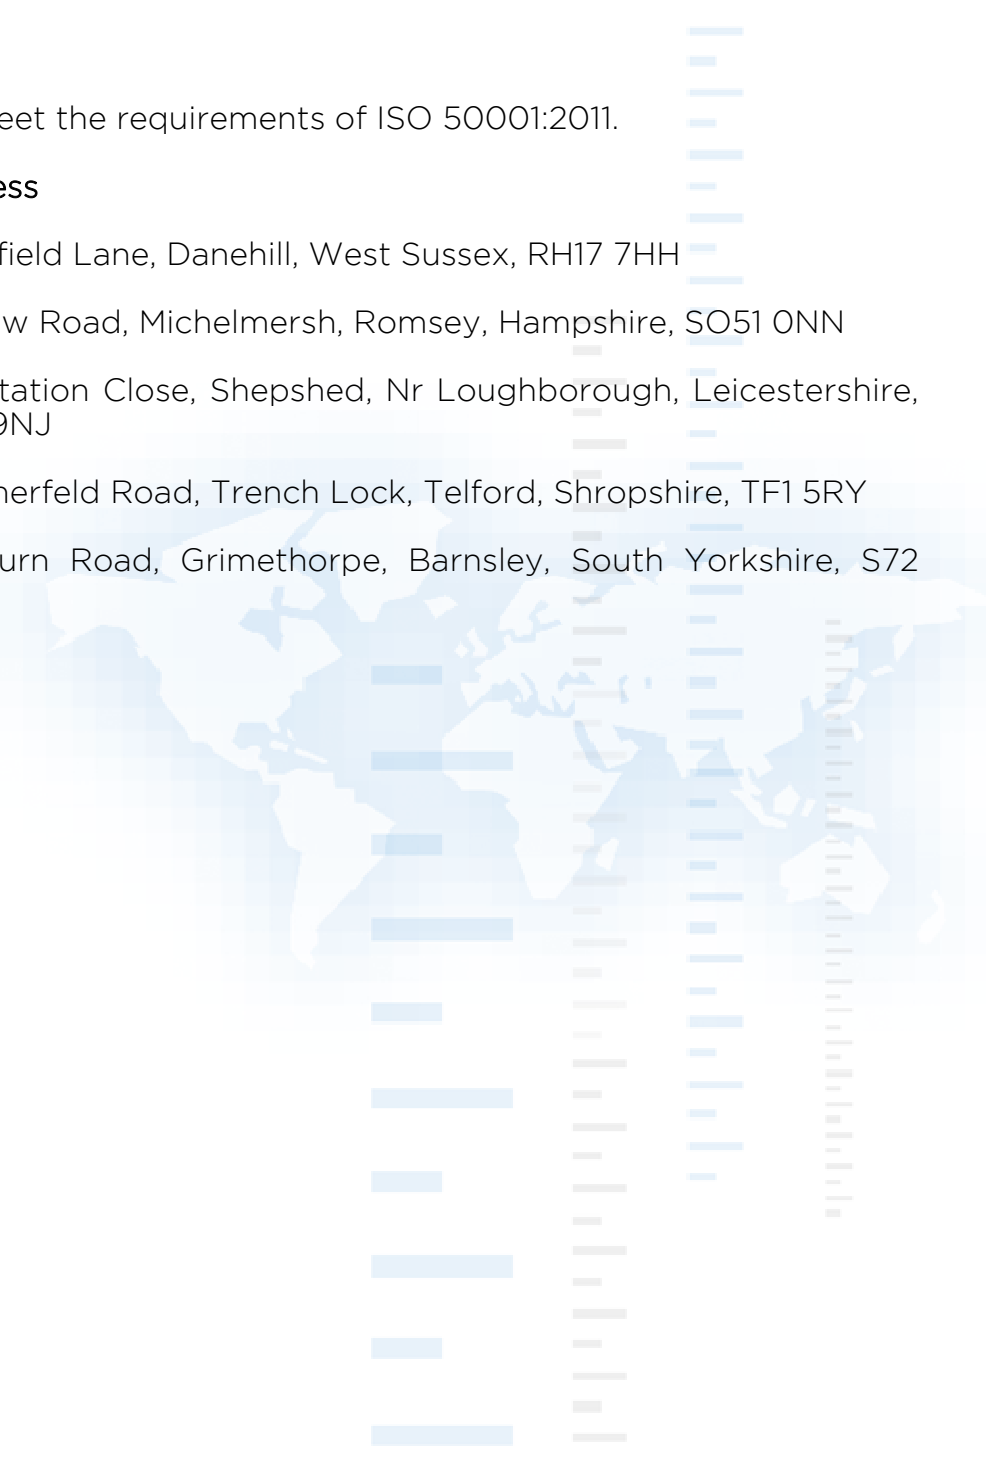 eet the requirements of ISO 50001:2011.
ess
field Lane, Danehill, West Sussex, RH17 7HH
w Road, Michelmersh, Romsey, Hampshire, SO51 0NN
tation Close, Shepshed, Nr Loughborough, Leicestershire,
9NJ
nerfeld Road, Trench Lock, Telford, Shropshire, TF1 5RY
urn Road, Grimethorpe, Barnsley, South Yorkshire, S72